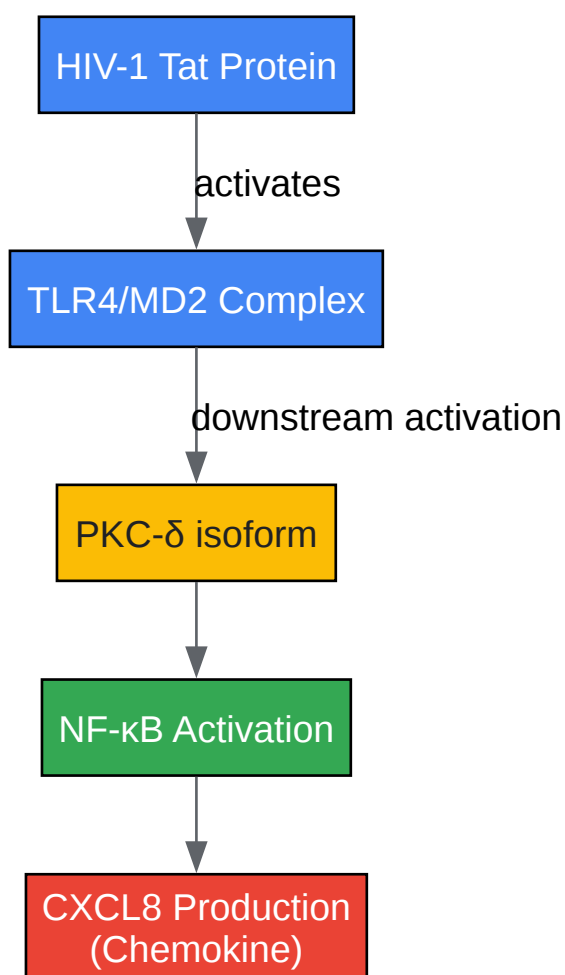 HIV-1 Tat Protein
activates
TLR4/MD2 Complex
downstream activation
PKC-δ isoform
NF-κB Activation
CXCL8 Production
(Chemokine)